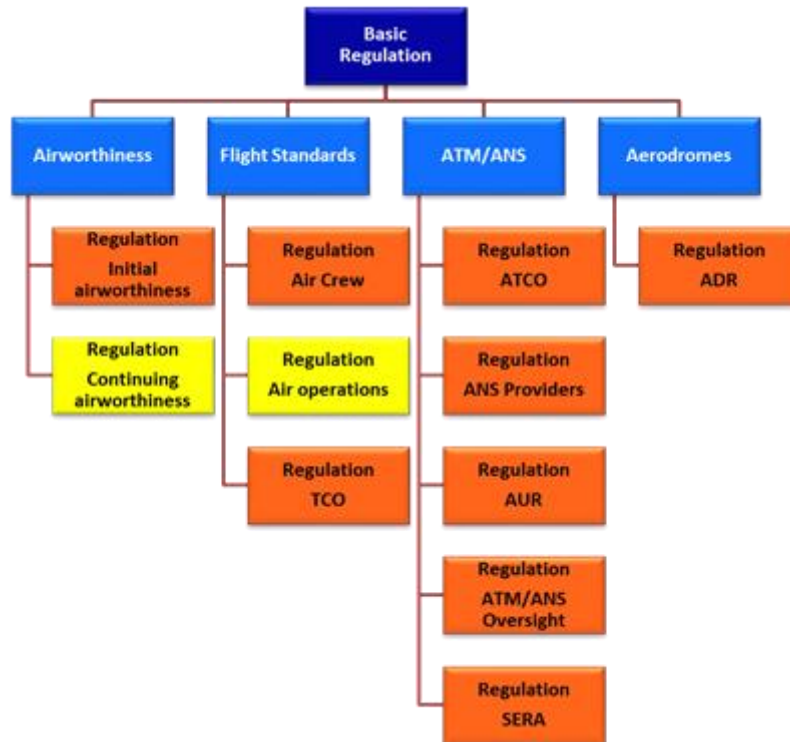 Basic
Regulation
Airworthiness
Flight Standards
ATM/ANS
Aerodromes
Regulation
Initial
airworthiness
Regulation
Continuing
airworthiness
Regulation
Air Crew
Regulation
Air operations
Regulation
TCO
Regulation
ATCO
Regulation
ANS Providers
Regulation
AUR
Regulation
ATM/ANS
Oversight
Regulation
SERA
Regulation
ADR